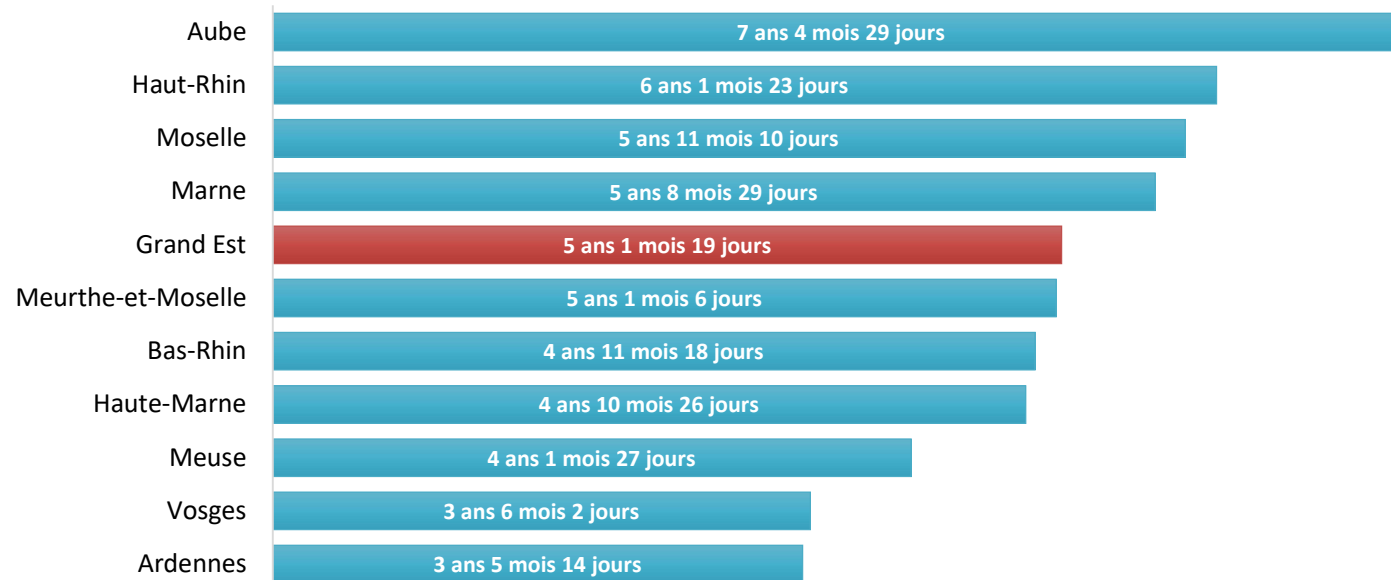 Aube 7 ans 4 mois 29 jours
Haut-Rhin 6 ans 1 mois 23 jours
Moselle 5 ans 11 mois 10 jours
Marne 5 ans 8 mois 29 jours
Grand Est 5 ans 1 mois 19 jours
Meurthe-et-Moselle 5 ans 1 mois 6 jours
Bas-Rhin 4 ans 11 mois 18 jours
Haute-Marne 4 ans 10 mois 26 jours
Meuse 4 ans 1 mois 27 jours
Vosges 3 ans 6 mois 2 jours
Ardennes 3 ans 5 mois 14 jours